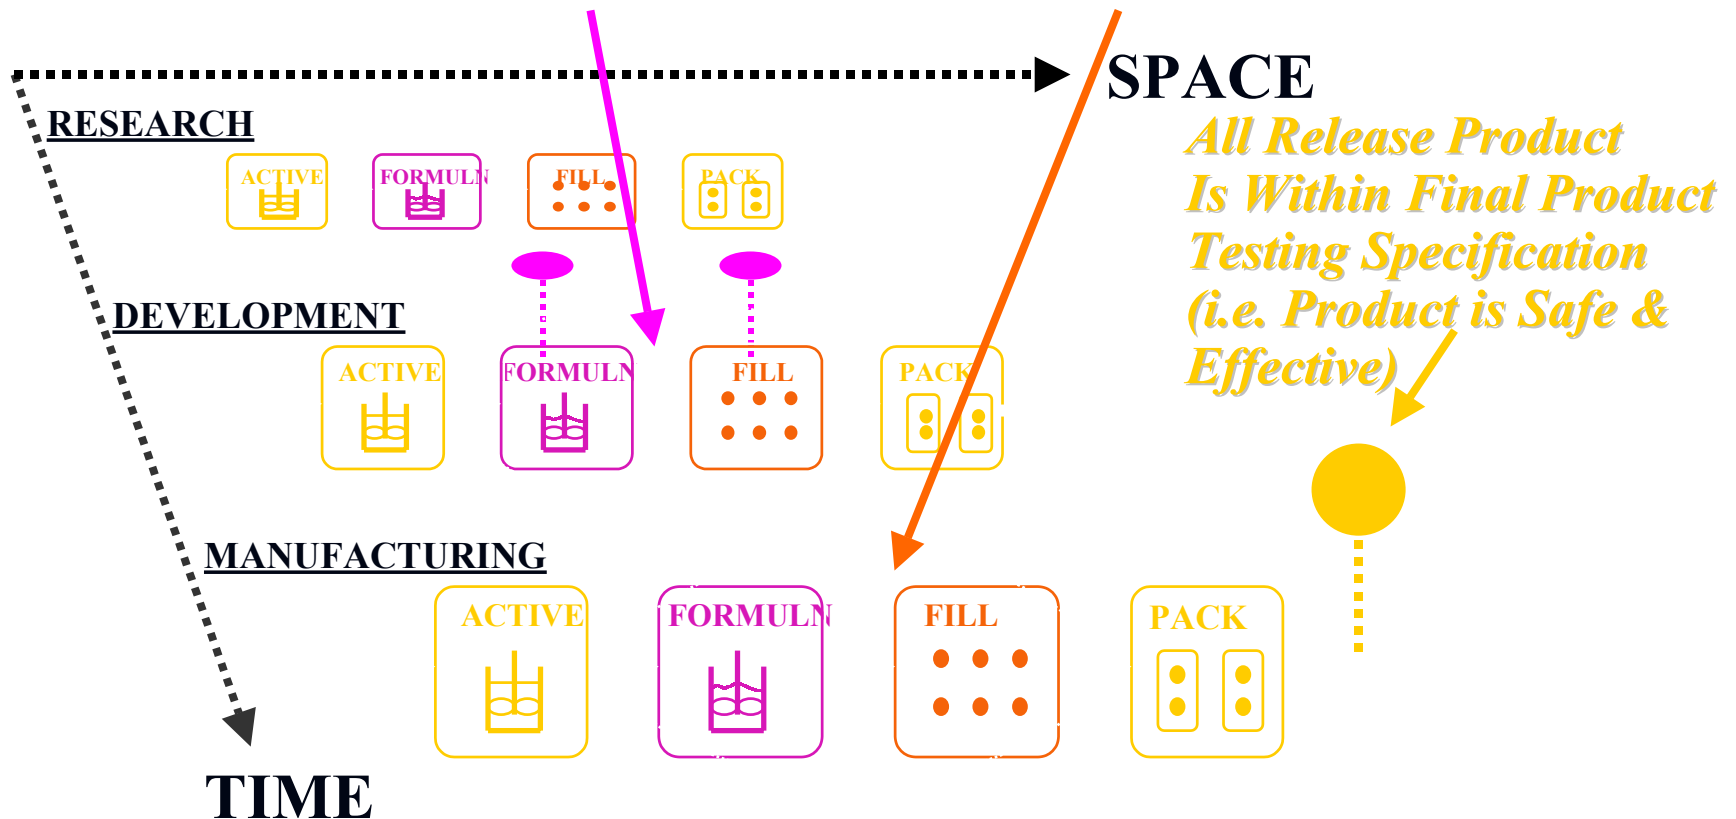 SPACE
RESEARCH
All Release Product
Is Within Final Product
Testing Specification
(i.e. Product is Safe &
Effective)
ACTIVE
FORMULN
FILL
PACK
DEVELOPMENT
ACTIVE
FORMULN
FILL
PACK
MANUFACTURING
ACTIVE
FORMULN
FILL
PACK
TIME